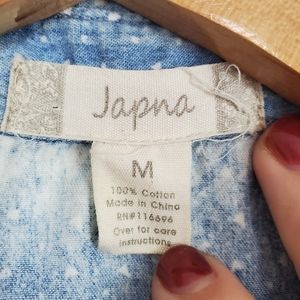 Japna
M
100% Cotton
Made in China
RN#116696
Over for care
instructions